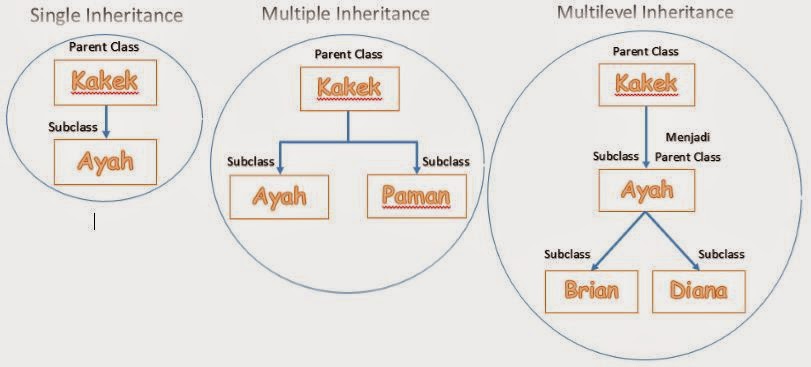 Single Inheritance
Parent Class
Kakek
Subclass
Ayah
Multiple Inheritance
Parent Class
Kakek
Subclass
Subclass
Ayah
Paman
Multilevel Inheritance
Parent Class
Kakek
Menjadi
Subclass
Parent Class
Ayah
Subclass
Subclass
Brian
Diana